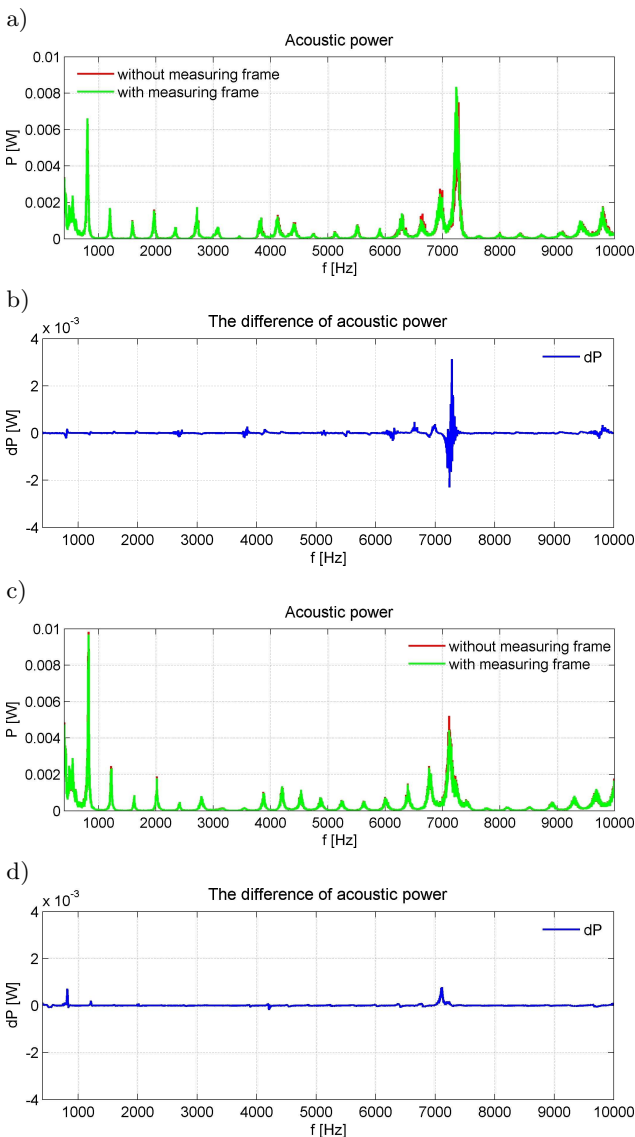 a)
Acoustic power
0.01
0.008
0.006
0.004
0.002
0
P [W]
without measuring frame
with measuring frame
1000 2000 3000 4000 5000 6000 7000 8000 9000 10000
f [Hz]
b)
x 10-3
The difference of acoustic power
4
2
0
-2
-4
dP [W]
dP
1000 2000 3000 4000 5000 6000 7000 8000 9000 10000
f [Hz]
c)
Acoustic power
0.01
0.008
0.006
0.004
0.002
0
P [W]
without measuring frame
with measuring frame
1000 2000 3000 4000 5000 6000 7000 8000 9000 10000
f [Hz]
d)
x 10-3
The difference of acoustic power
4
2
0
-2
-4
dP [W]
dP
1000 2000 3000 4000 5000 6000 7000 8000 9000 10000
f [Hz]